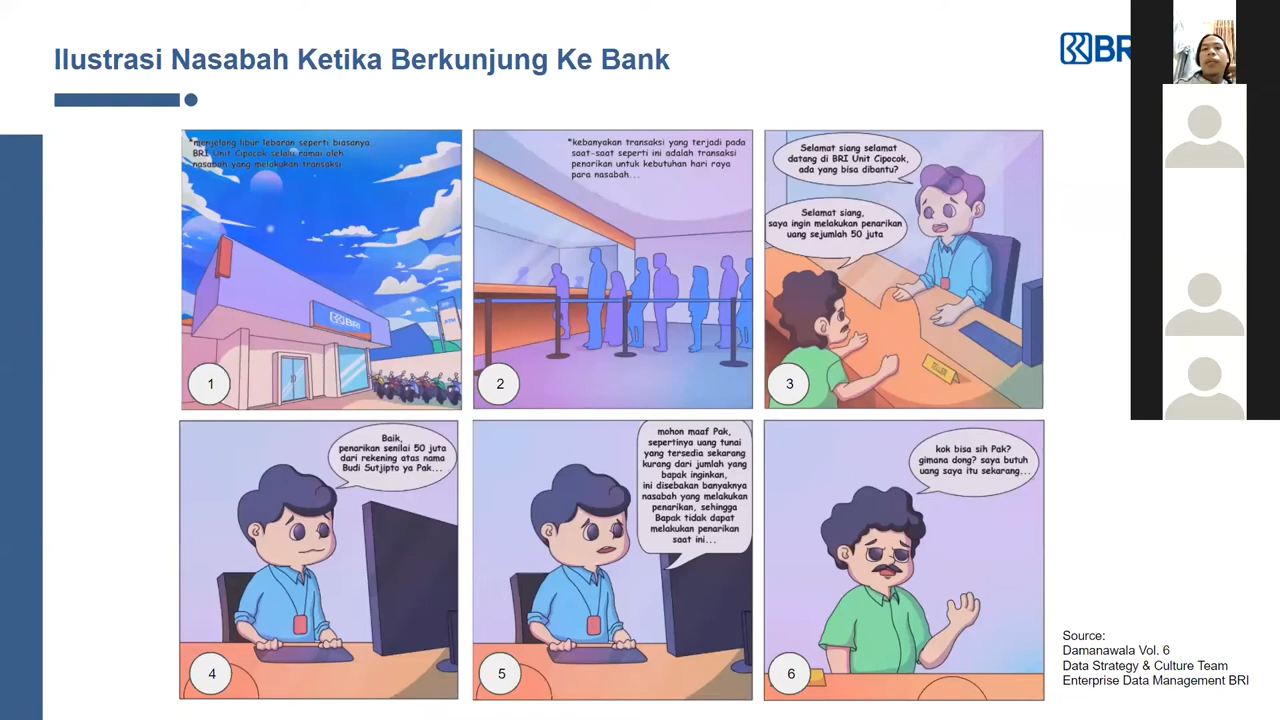 Ilustrasi Nasabah Ketika Berkunjung Ke Bank
BRI
*menjelang libur lebaran seperti biasanya,
BRI Unit Cipocok selalu ramai oleh
nasabah yang melakukan transaksi
BRI
ATM
1
*kebanyakan transaksi yang terjadi pada
saat-saat seperti ini adalah transaksi
penarikan untuk kebutuhan hari raya
para nasabah...
2
Selamat siang selamat
datang di BRI Unit Cipocok,
ada yang bisa dibantu?
Selamat siang,
saya ingin melakukan penarikan
uang sejumlah 50 juta
TELLER
3
Baik,
penarikan senilai 50 juta
dari rekening atas nama
Budi Sutjipto ya Pak...
4
mohon maaf Pak,
sepertinya uang tunai
yang tersedia sekarang
kurang dari jumlah yang
bapak inginkan,
ini disebakan banyaknya
nasabah yang melakukan
penarikan, sehingga
Bapak tidak dapat
melakukan penarikan
saat ini...
5
kok bisa sih Pak?
gimana dong? saya butuh
uang saya itu sekarang...
6
Source:
Damanawala Vol. 6
Data Strategy & Culture Team
Enterprise Data Management BRI